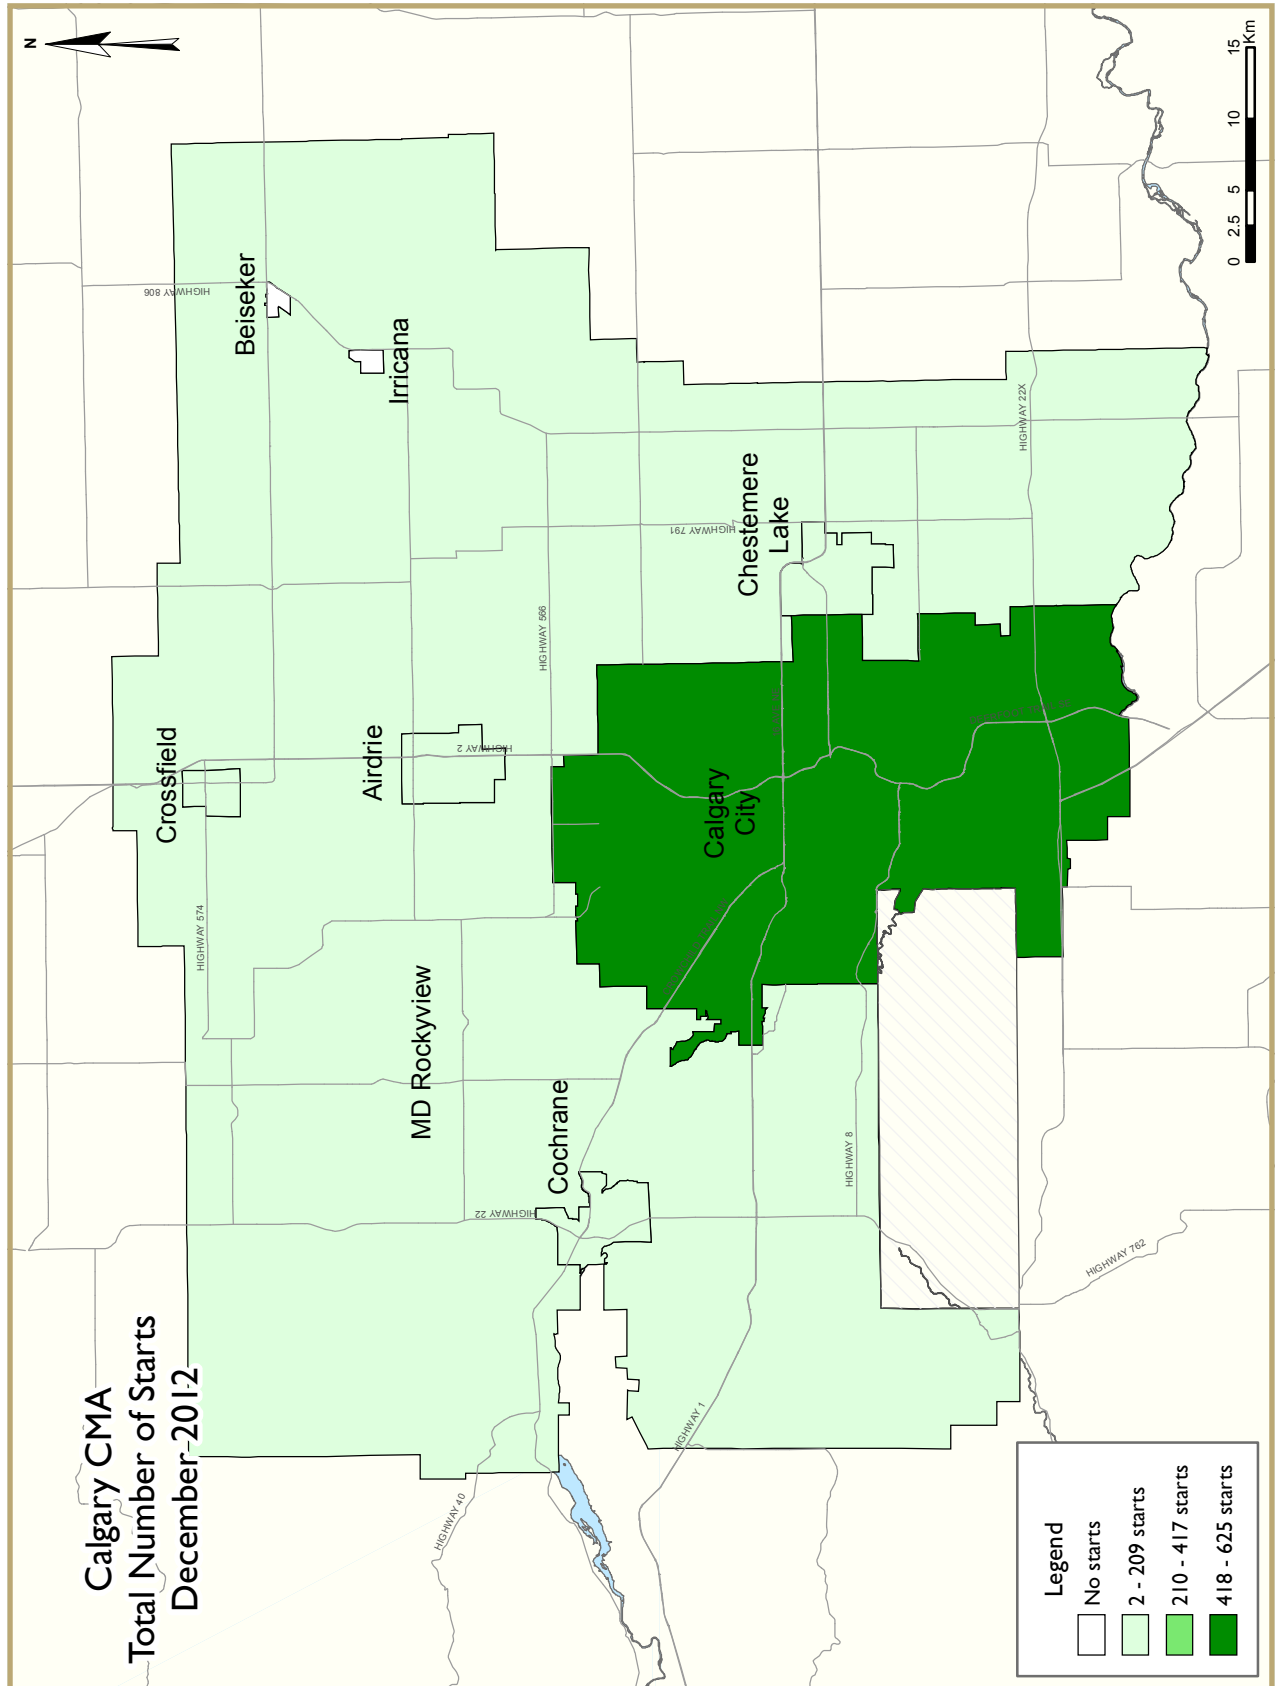 Calgary CMA
Total Number of Starts
December 2012
N
Crossfield
Airdrie
Beiseker
Irricana
MD Rockyview
Cochrane
Calgary
City
Chestemere
Lake
HIGHWAY 806
HIGHWAY 574
HIGHWAY 2
HIGHWAY 566
HIGHWAY 791
HIGHWAY 22X
HIGHWAY 22
HIGHWAY 8
HIGHWAY 40
HIGHWAY 1
HIGHWAY 762
Legend
No starts
2 - 209 starts
210 - 417 starts
418 - 625 starts
0 2.5 5 10 15
Km